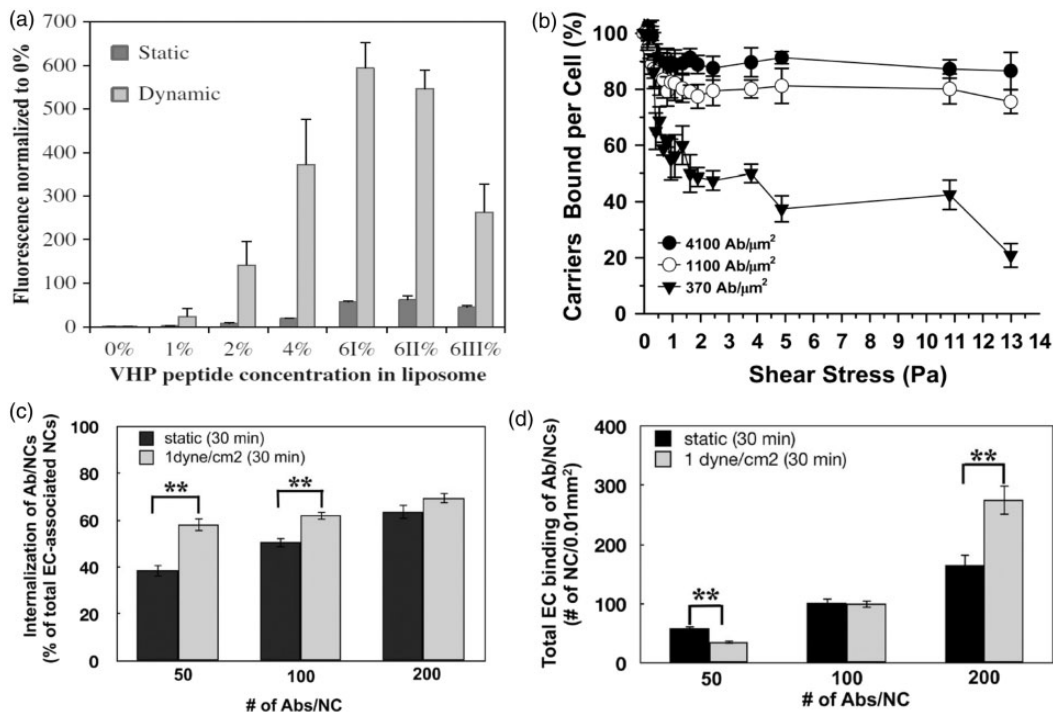 (a)
700
600
500
400
300
200
100
0
Fluorescence normalized to 0%
Static
Dynamic
0% 1% 2% 4% 6I% 6II% 6III%
VHP peptide concentration in liposome
(b)
100
80
60
40
20
0
Carriers Bound per Cell (%)
4100 Ab/μm²
1100 Ab/μm²
370 Ab/μm²
0 1 2 3 4 5 6 7 8 9 10 11 12 13 14
Shear Stress (Pa)
(c)
100
80
60
40
20
0
Internalization of Ab/NCs
(% of total EC-associated NCs)
static (30 min)
1dyne/cm2 (30 min)
**
**
50 100 200
# of Abs/NC
(d)
400
300
200
100
0
Total EC binding of Ab/NCs
(# of NC/0.01mm²)
static (30 min)
1 dyne/cm2 (30 min)
**
**
50 100 200
# of Abs/NC